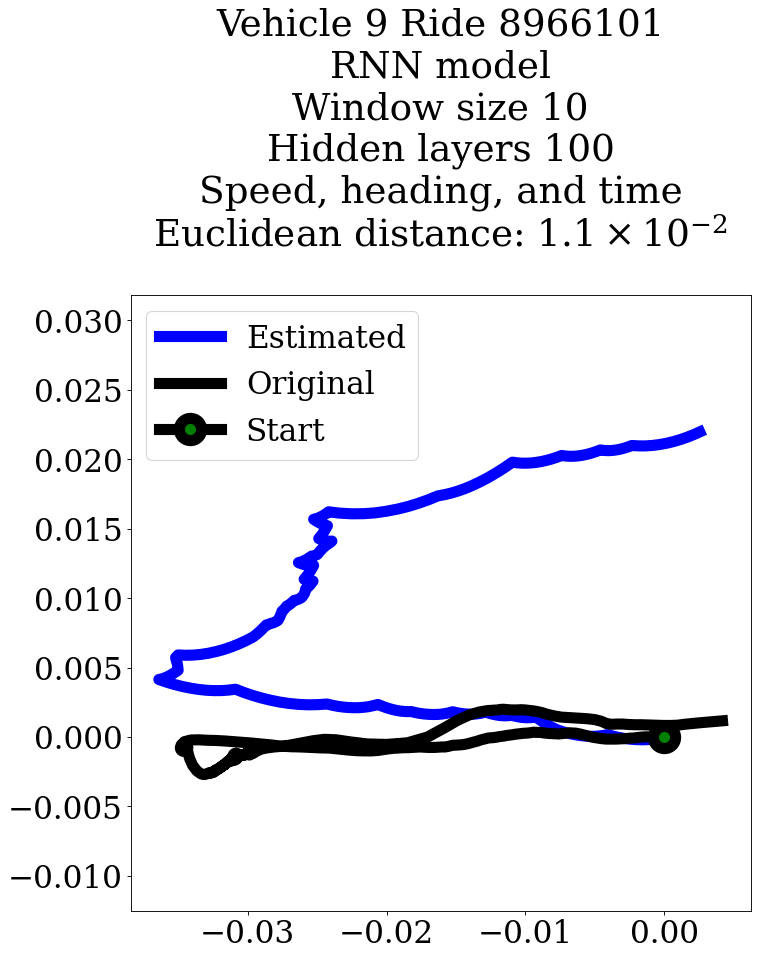 Vehicle 9 Ride 8966101
RNN model
Window size 10
Hidden layers 100
Speed, heading, and time
Euclidean distance: 1.1 × 10⁻²
Estimated
Original
Start
0.030
0.025
0.020
0.015
0.010
0.005
0.000
−0.005
−0.010
−0.03 −0.02 −0.01 0.00